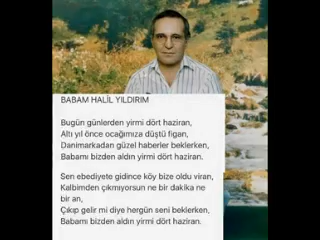 BABAM HALİL YILDIRIM
Bugün günlerden yirmi dört haziran,
Altı yıl önce ocağımıza düştü figan,
Danimarkadan güzel haberler beklerken,
Babamı bizden aldın yirmi dört haziran.
Sen ebediyete gidince köy bize oldu viran,
Kalbimden çıkmıyorsun ne bir dakika ne
bir an,
Çıkıp gelir mi diye hergün seni beklerken,
Babamı bizden aldın yirmi dört haziran.